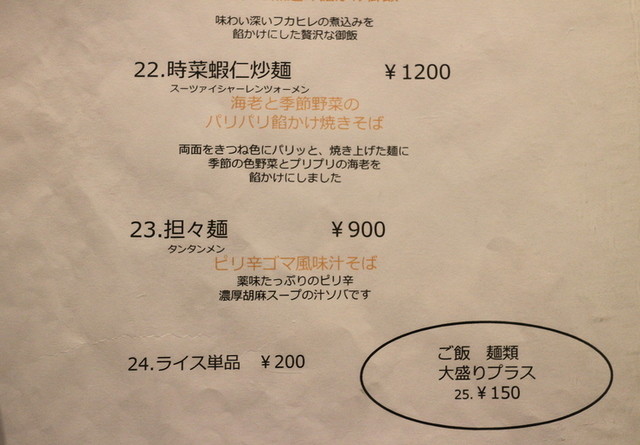 味わい深いフカヒレの煮込みを
餡かけにした贅沢な御飯
22.時菜蝦仁炒麺 ￥1200
スーツァイシャーレンツォーメン
海老と季節野菜の
バリバリ餡かけ焼きそば
両面をきつね色にパリッと、焼き上げた麺に
季節の色野菜とプリプリの海老を
餡かけにしました
23.担々麺 ￥900
タンタンメン
ピリ辛ゴマ風味汁そば
薬味たっぷりのピリ辛
濃厚胡麻スープの汁ソバです
24.ライス単品 ￥200
ご飯 麺類
大盛りプラス
25.￥150